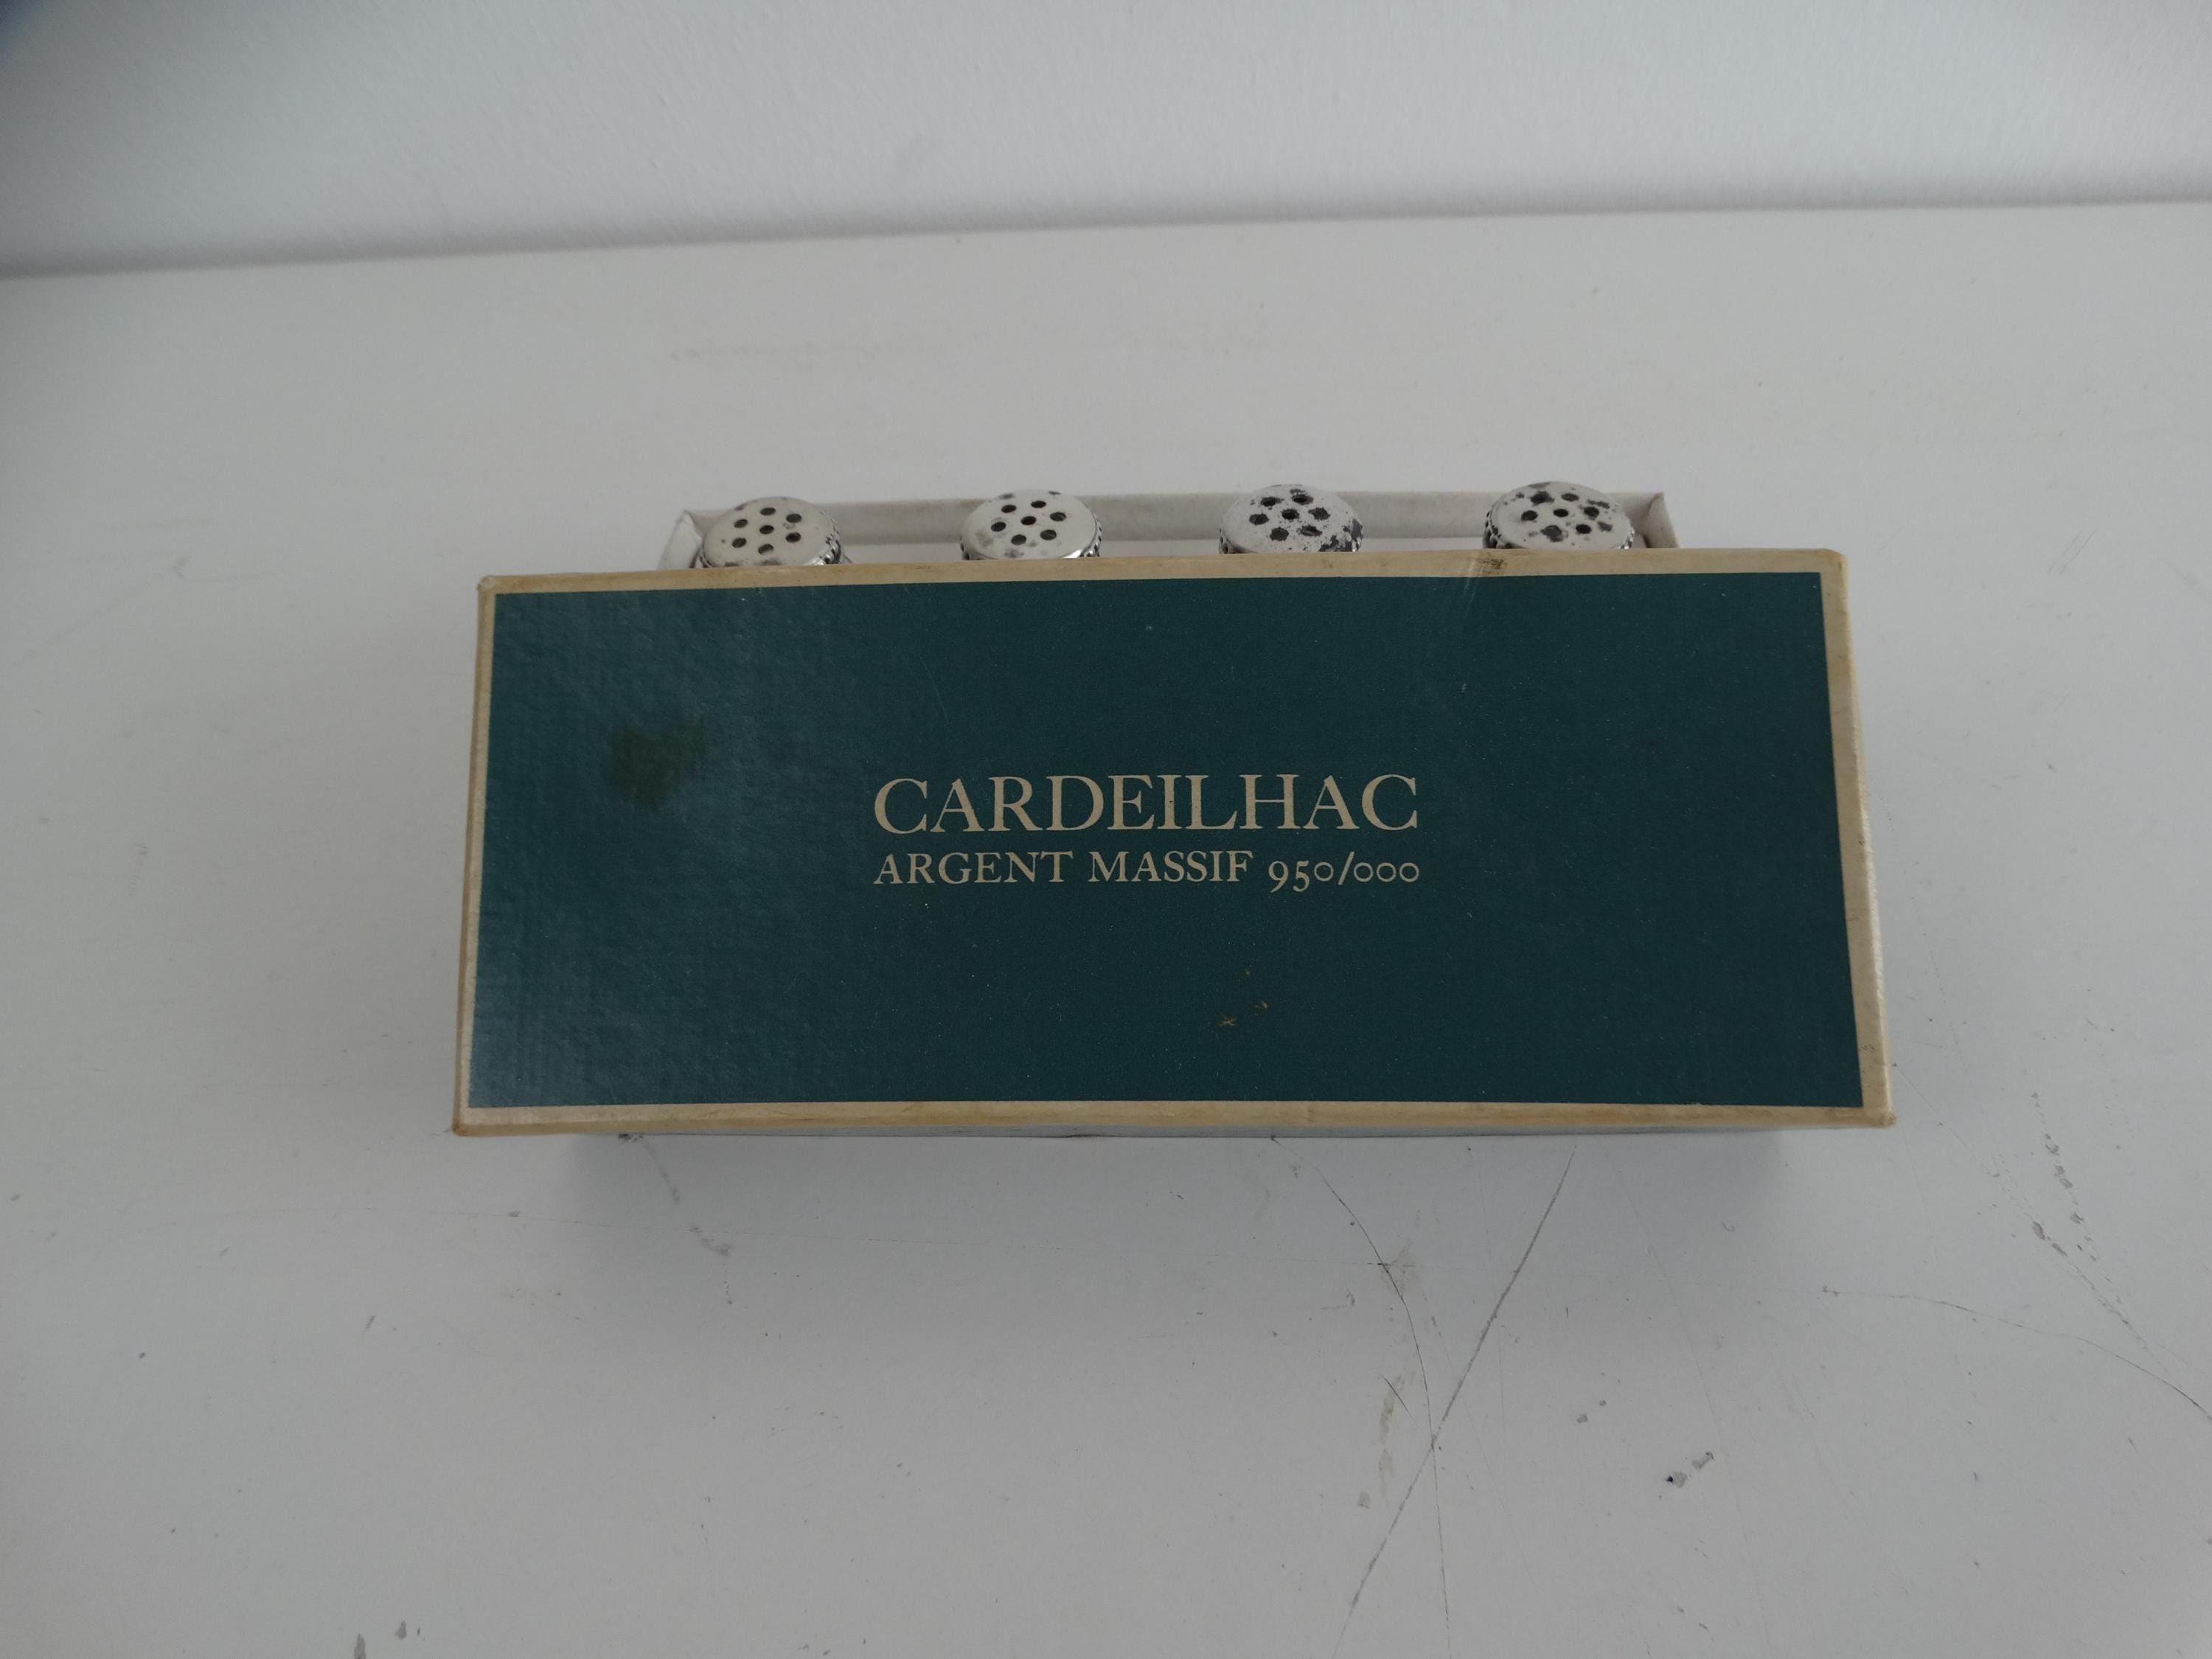 CARDEILHAC
ARGENT MASSIF 950/000